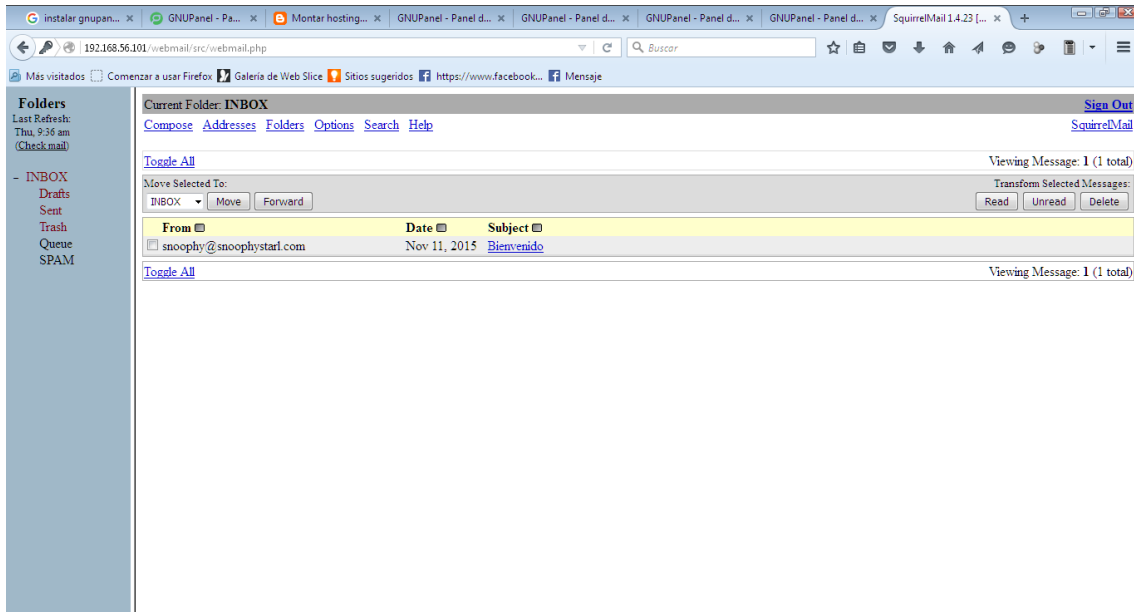 instalar gnupan...
GNUPanel - Pa...
Montar hosting...
GNUPanel - Panel d...
GNUPanel - Panel d...
GNUPanel - Panel d...
GNUPanel - Panel d...
SquirrelMail 1.4.23 [...
192.168.56.101/webmail/src/webmail.php
Buscar
Más visitados
Comenzar a usar Firefox
Galería de Web Slice
Sitios sugeridos
https://www.facebook...
Mensaje
Folders
Last Refresh:
Thu, 9:36 am
(Check mail)
- INBOX
Drafts
Sent
Trash
Queue
SPAM
Current Folder: INBOX
Sign Out
Compose Addresses Folders Options Search Help
SquirrelMail
Toggle All
Viewing Message: 1 (1 total)
Move Selected To:
Transform Selected Messages:
INBOX Move Forward
Read Unread Delete
From Date Subject
snoophy@snoophystarl.com Nov 11, 2015 Bienvenido
Toggle All
Viewing Message: 1 (1 total)